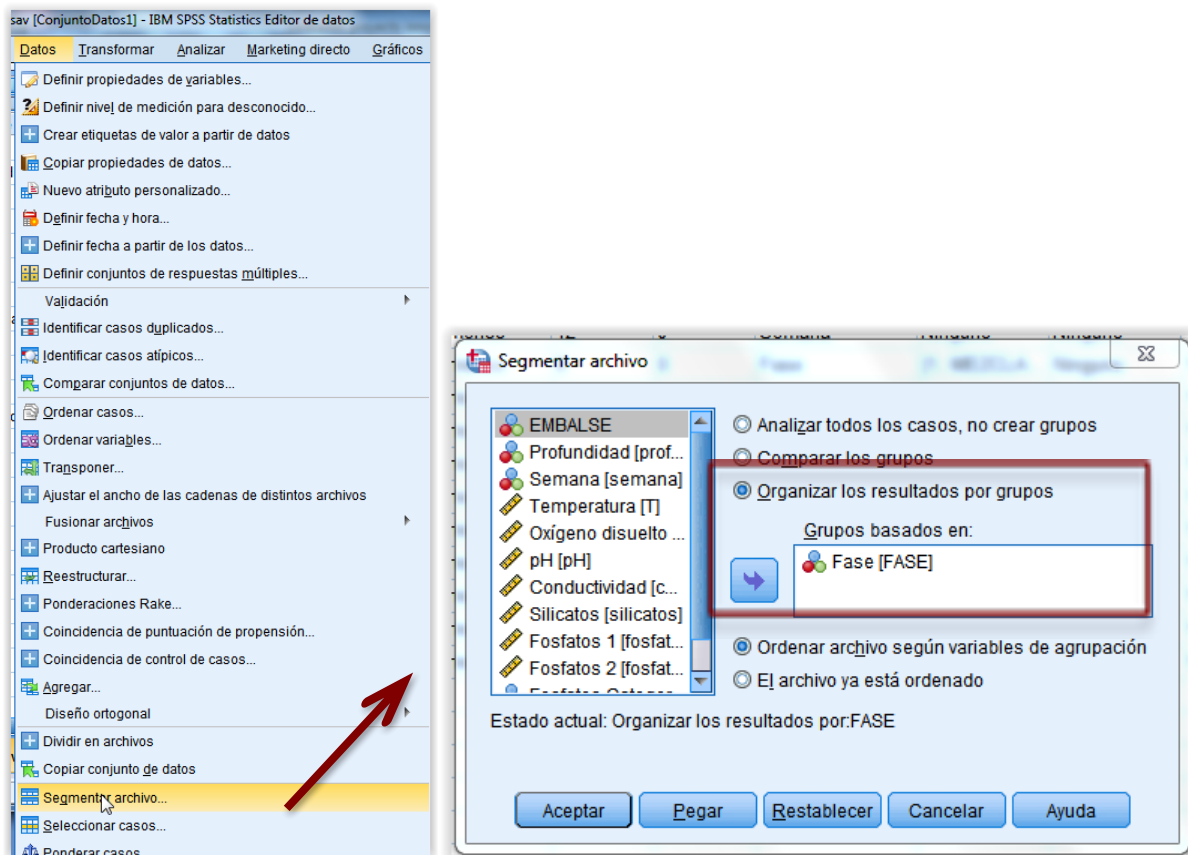 sav [ConjuntoDatos1] - IBM SPSS Statistics Editor de datos
Datos Transformar Analizar Marketing directo Gráficos
Definir propiedades de variables...
Definir nivel de medición para desconocido...
Crear etiquetas de valor a partir de datos
Copiar propiedades de datos...
Nuevo atributo personalizado...
Definir fecha y hora...
Definir fecha a partir de los datos...
Definir conjuntos de respuestas múltiples...
Validación
Identificar casos duplicados...
Identificar casos atípicos...
Comparar conjuntos de datos...
Ordenar casos...
Ordenar variables...
Transponer...
Ajustar el ancho de las cadenas de distintos archivos
Fusionar archivos
Producto cartesiano
Reestructurar...
Ponderaciones Rake...
Coincidencia de puntuación de propensión...
Coincidencia de control de casos...
Agregar...
Diseño ortogonal
Dividir en archivos
Copiar conjunto de datos
Segmentar archivo...
Seleccionar casos...
Ponderar casos
Segmentar archivo
EMBALSE
Profundidad [prof...
Semana [semana]
Temperatura [T]
Oxígeno disuelto ...
pH [pH]
Conductividad [c...
Silicatos [silicatos]
Fosfatos 1 [fosfat...
Fosfatos 2 [fosfat...
Analizar todos los casos, no crear grupos
Comparar los grupos
Organizar los resultados por grupos
Grupos basados en:
Fase [FASE]
Ordenar archivo según variables de agrupación
El archivo ya está ordenado
Estado actual: Organizar los resultados por:FASE
Aceptar Pegar Restablecer Cancelar Ayuda